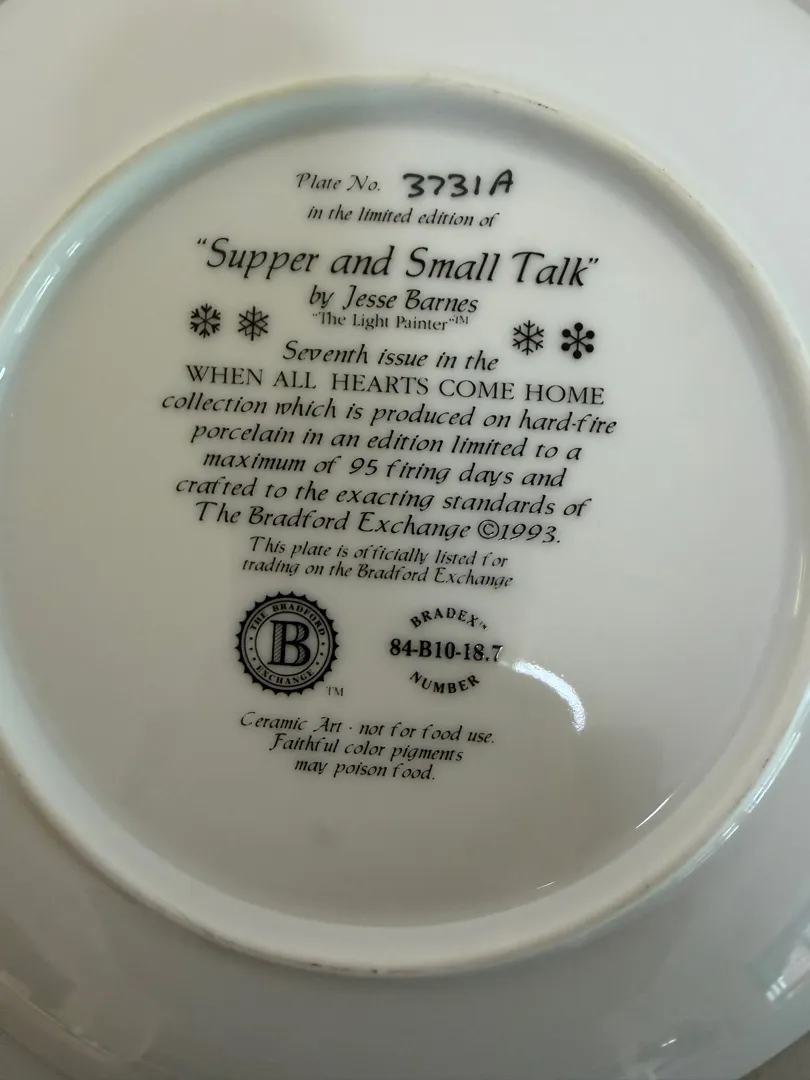 Plate No. 3731A
in the limited edition of
"Supper and Small Talk"
by Jesse Barnes
"The Light Painter"™
Seventh issue in the
WHEN ALL HEARTS COME HOME
collection which is produced on hard-fire
porcelain in an edition limited to a
maximum of 95 firing days and
crafted to the exacting standards of
The Bradford Exchange ©1993.
This plate is officially listed for
trading on the Bradford Exchange
THE BRADFORD
B
EXCHANGE
TM
BRADEX™
84-B10-18.7
NUMBER
Ceramic Art - not for food use.
Faithful color pigments
may poison food.